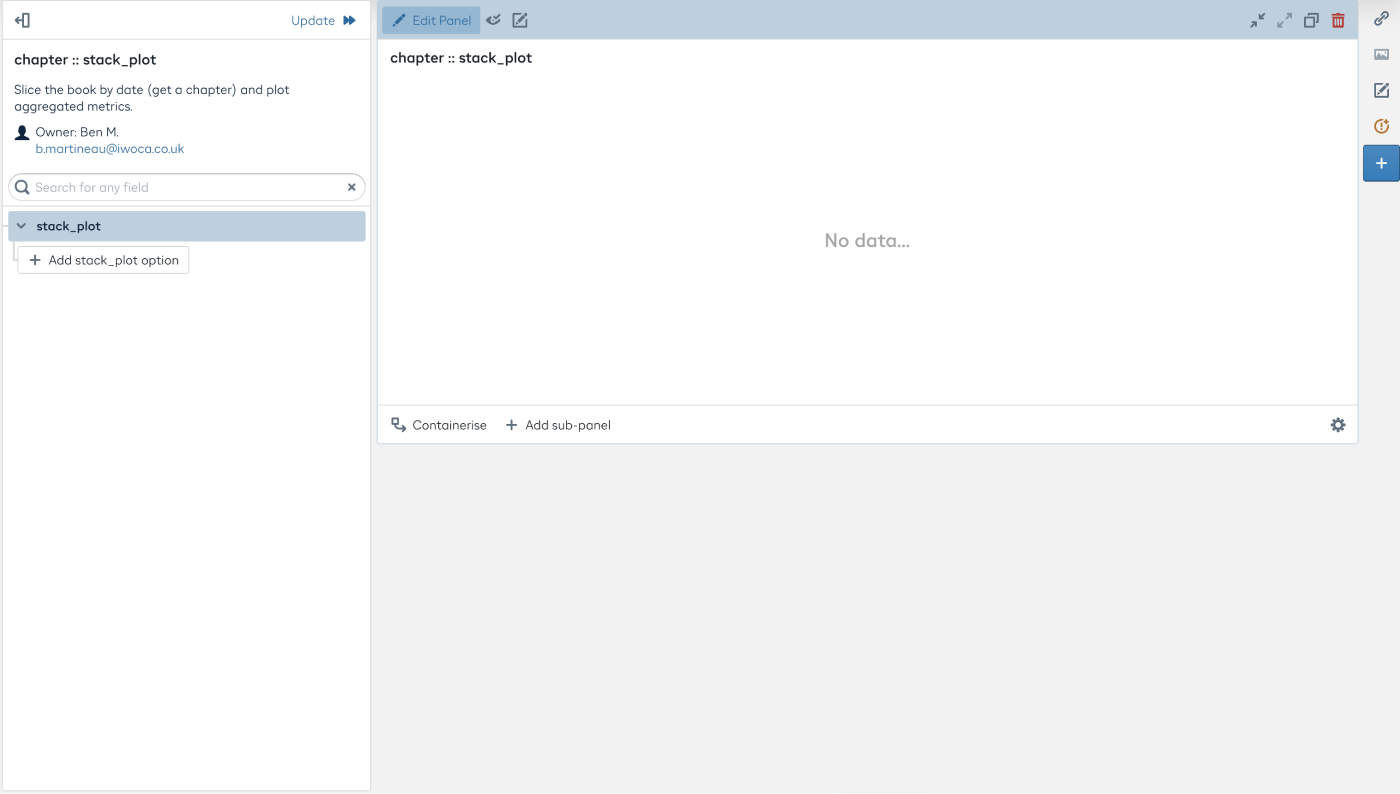 Update
chapter :: stack_plot
Slice the book by date (get a chapter) and plot
aggregated metrics.
Owner: Ben M.
b.martineau@iwoca.co.uk
Search for any field
stack_plot
Add stack_plot option
Edit Panel
chapter :: stack_plot
No data...
Containerise
Add sub-panel